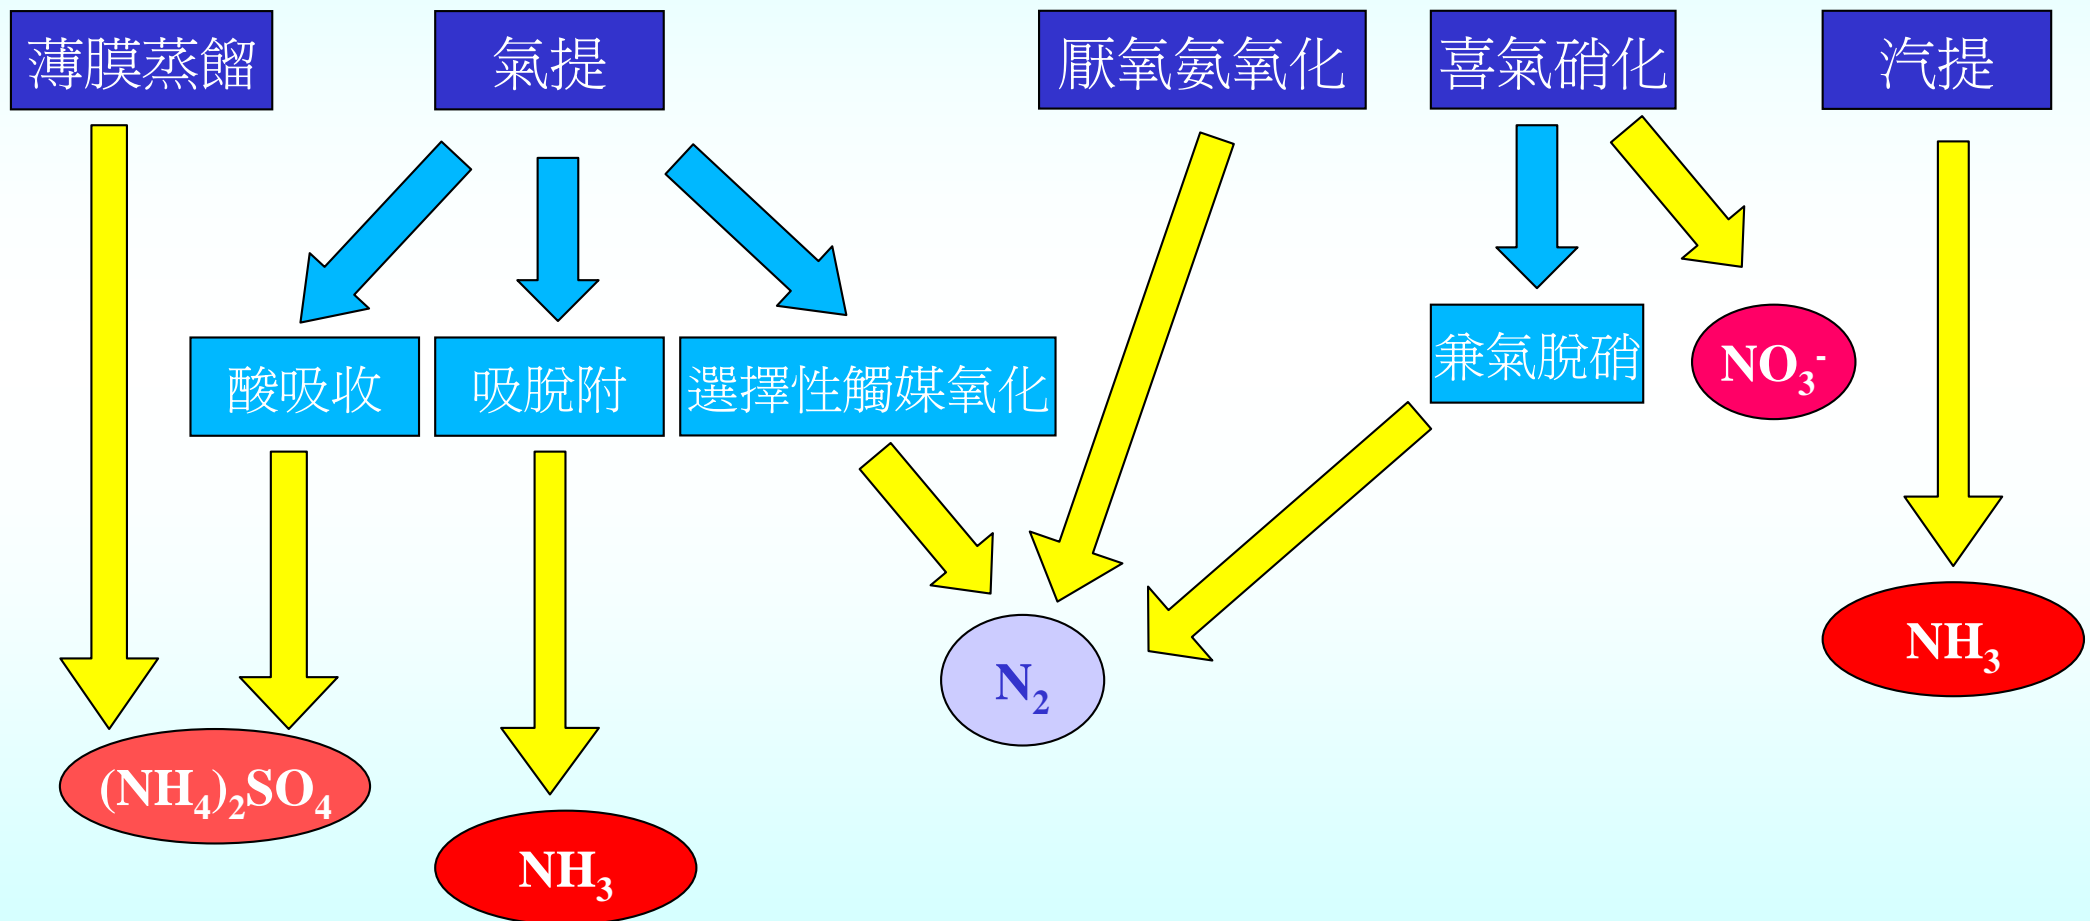 薄膜蒸餾
氣提
厭氧氨氧化
喜氣硝化
汽提
酸吸收
吸脫附
選擇性觸媒氧化
兼氣脫硝
NO₃⁻
N₂
NH₃
(NH₄)₂SO₄
NH₃